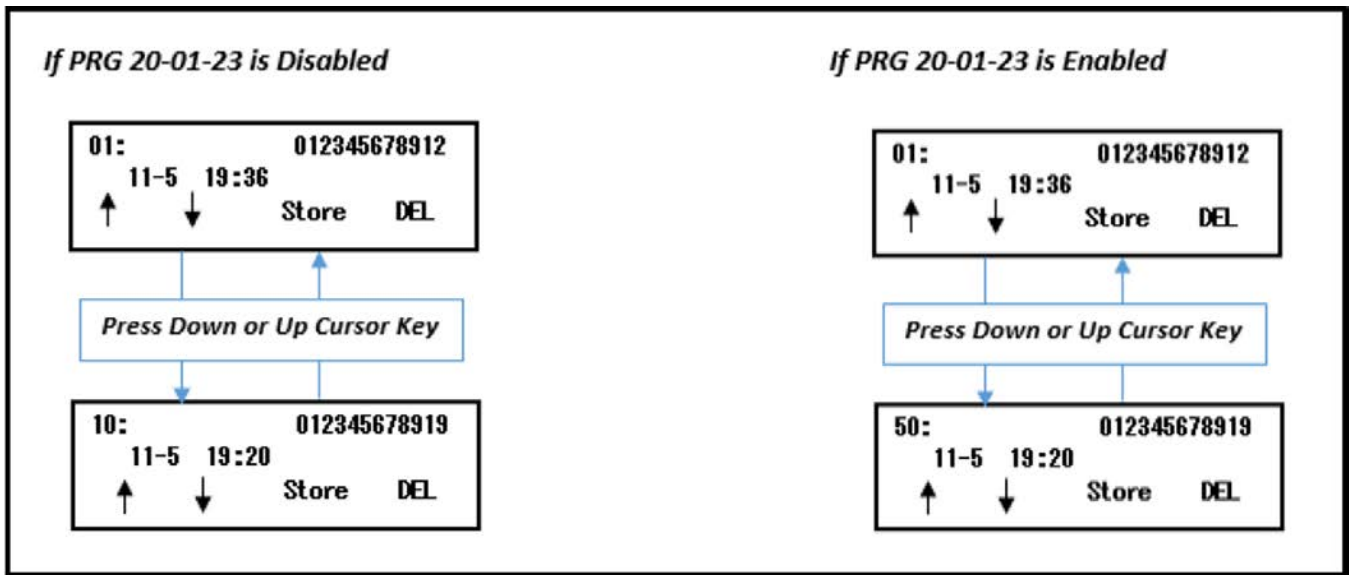 If PRG 20-01-23 is Disabled
01: 012345678912
11-5 19:36
↑ ↓ Store DEL
Press Down or Up Cursor Key
10: 012345678919
11-5 19:20
↑ ↓ Store DEL
If PRG 20-01-23 is Enabled
01: 012345678912
11-5 19:36
↑ ↓ Store DEL
Press Down or Up Cursor Key
50: 012345678919
11-5 19:20
↑ ↓ Store DEL